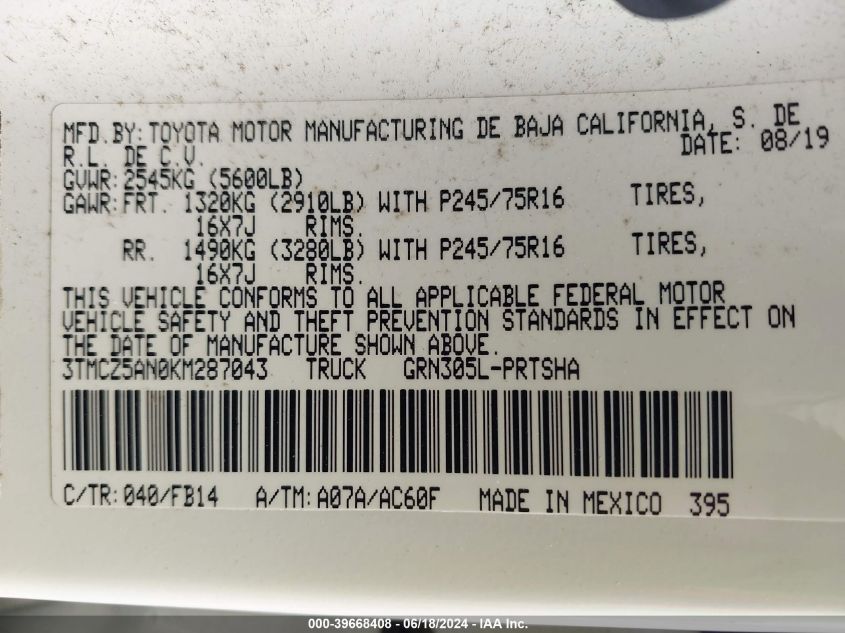 MFD.BY:TOYOTA MOTOR MANUFACTURING DE BAJA CALIFORNIA, S. DE
R.L. DE C.V. DATE: 08/19
GVWR:2545KG (5600LB)
GAWR:FRT. 1320KG (2910LB) WITH P245/75R16 TIRES,
16X7J RIMS.
RR. 1490KG (3280LB) WITH P245/75R16 TIRES,
16X7J RIMS.
THIS VEHICLE CONFORMS TO ALL APPLICABLE FEDERAL MOTOR
VEHICLE SAFETY AND THEFT PREVENTION STANDARDS IN EFFECT ON
THE DATE OF MANUFACTURE SHOWN ABOVE.
3TMCZ5AN0KM287043 TRUCK GRN305L-PRTSHA
C/TR:040/FB14 A/TM:A07A/AC60F MADE IN MEXICO 395
000-39668408 - 06/18/2024 - IAA Inc.